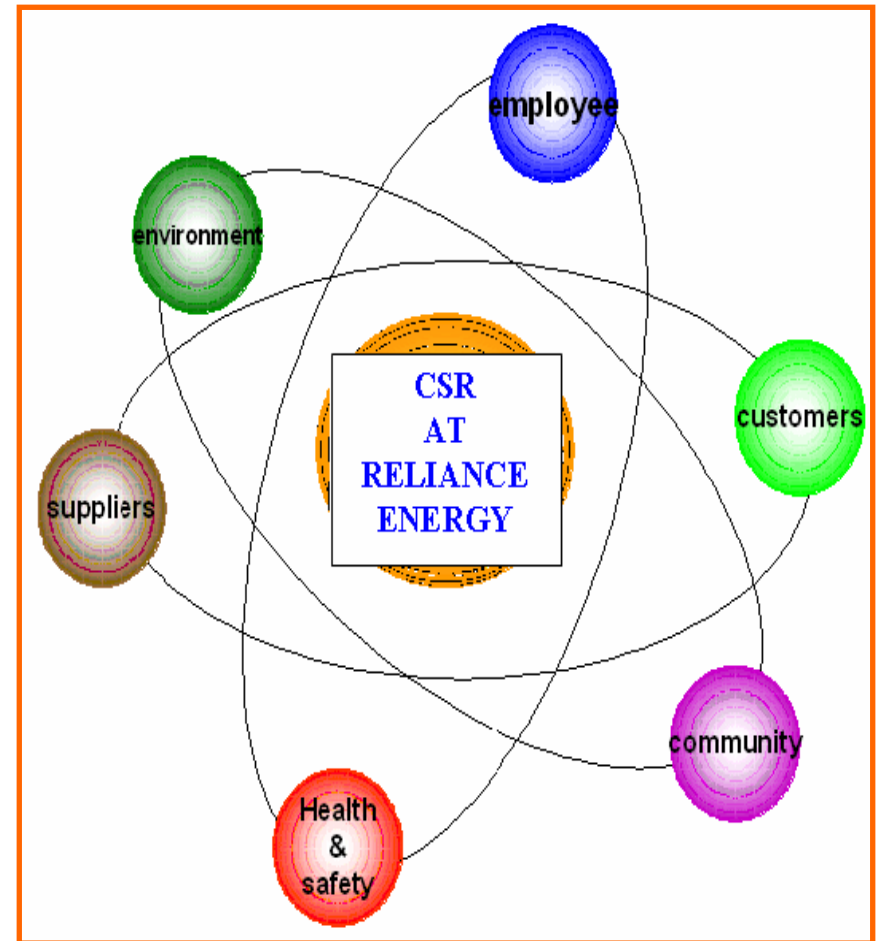 employee
environment
CSR
AT
RELIANCE
ENERGY
customers
suppliers
community
Health
&
safety